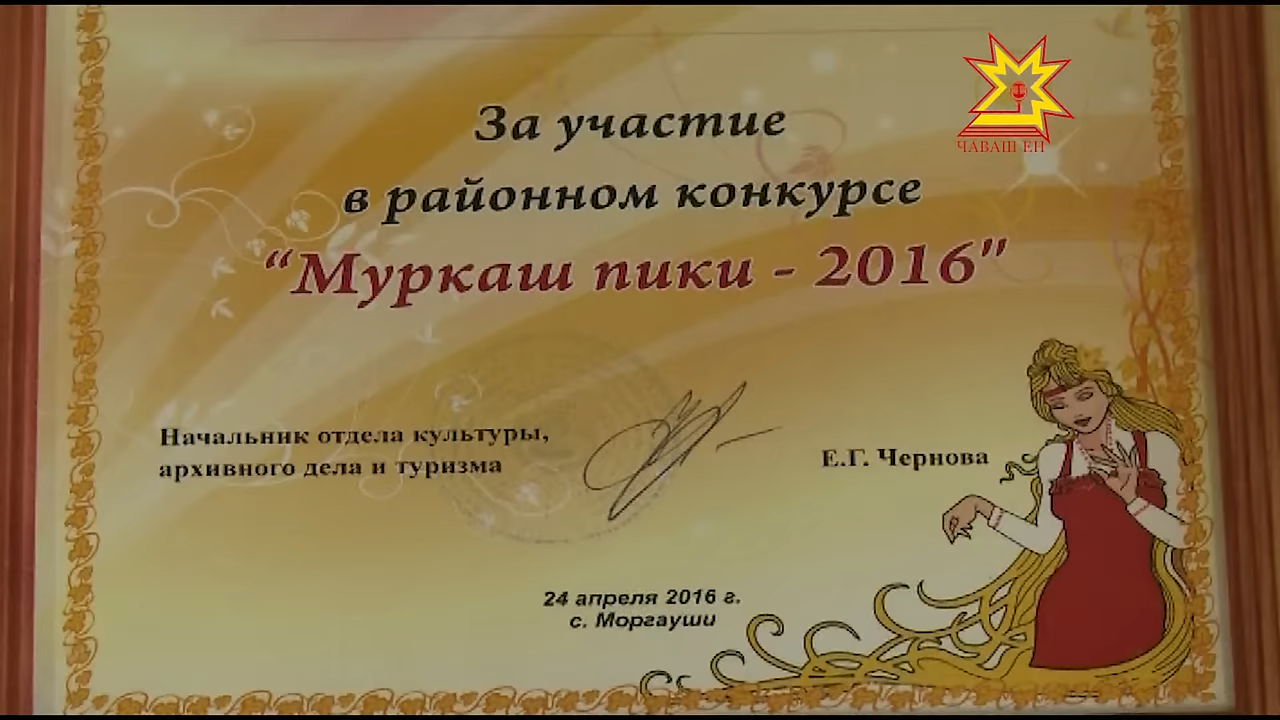 ЧАВАШ ЕН
За участие
в районном конкурсе
“Муркаш пики - 2016”
Начальник отдела культуры,
архивного дела и туризма
Е.Г. Чернова
24 апреля 2016 г.
с. Моргауши